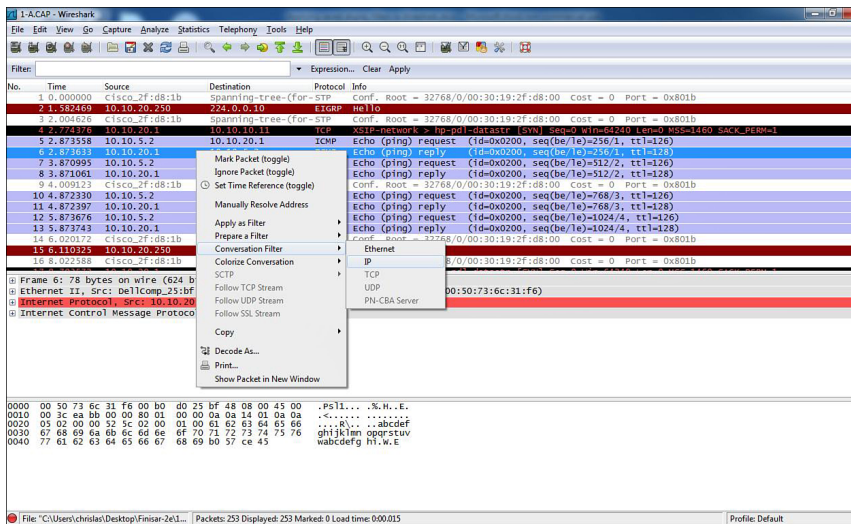 1-A.CAP - Wireshark
File Edit View Go Capture Analyze Statistics Telephony Tools Help
Filter: Expression... Clear Apply
No. Time Source Destination Protocol Info
1 0.000000 Cisco_2f:d8:1b Spanning-tree-(for- STP Conf. Root = 32768/0/00:30:19:2f:d8:00 Cost = 0 Port = 0x801b
2 1.582469 10.10.20.250 224.0.0.10 EIGRP Hello
3 2.004626 Cisco_2f:d8:1b Spanning-tree-(for- STP Conf. Root = 32768/0/00:30:19:2f:d8:00 Cost = 0 Port = 0x801b
4 2.774376 10.10.20.1 10.10.10.11 TCP XSIP-network > hp-pdl-datastr [SYN] Seq=0 Win=64240 Len=0 MSS=1460 SACK_PERM=1
5 2.873558 10.10.5.2 10.10.20.1 ICMP Echo (ping) request (id=0x0200, seq(be/le)=256/1, ttl=126)
6 2.873633 10.10.20.1 Echo (ping) reply (id=0x0200, seq(be/le)=256/1, ttl=128)
7 3.870995 10.10.5.2 Echo (ping) request (id=0x0200, seq(be/le)=512/2, ttl=126)
8 3.871061 10.10.20.1 Echo (ping) reply (id=0x0200, seq(be/le)=512/2, ttl=128)
9 4.009123 Cisco_2f:d8:1b Conf. Root = 32768/0/00:30:19:2f:d8:00 Cost = 0 Port = 0x801b
10 4.872330 10.10.5.2 Echo (ping) request (id=0x0200, seq(be/le)=768/3, ttl=126)
11 4.872397 10.10.20.1 Echo (ping) reply (id=0x0200, seq(be/le)=768/3, ttl=128)
12 5.873676 10.10.5.2 Echo (ping) request (id=0x0200, seq(be/le)=1024/4, ttl=126)
13 5.873743 10.10.20.1 Echo (ping) reply (id=0x0200, seq(be/le)=1024/4, ttl=128)
14 6.020172 Cisco_2f:d8:1b Conf. Root = 32768/0/00:30:19:2f:d8:00 Cost = 0 Port = 0x801b
15 6.110325 10.10.20.250
16 8.022588 Cisco_2f:d8:1b 0 Port = 0x801b
Mark Packet (toggle)
Ignore Packet (toggle)
Set Time Reference (toggle)
Manually Resolve Address
Apply as Filter
Prepare a Filter
Conversation Filter
Colorize Conversation
SCTP
Follow TCP Stream
Follow UDP Stream
Follow SSL Stream
Copy
Decode As...
Print...
Show Packet in New Window
Ethernet
IP
TCP
UDP
PN-CBA Server
Frame 6: 78 bytes on wire (624 b
Ethernet II, Src: DellComp_25:bf 00:50:73:6c:31:f6)
Internet Protocol, Src: 10.10.20
Internet Control Message Protoco
0000 00 50 73 6c 31 f6 00 b0 d0 25 bf 48 08 00 45 00 .Psl1... .%.H..E.
0010 00 3c ea bb 00 00 80 01 00 00 0a 0a 14 01 0a 0a .<...... ........
0020 05 02 00 00 52 5c 02 00 01 00 61 62 63 64 65 66 ....R\.. ..abcdef
0030 67 68 69 6a 6b 6c 6d 6e 6f 70 71 72 73 74 75 76 ghijklmn opqrstuv
0040 77 61 62 63 64 65 66 67 68 69 b0 57 ce 45 wabcdefg hi.W.E
File: "C:\Users\chrislas\Desktop\Finisar-2e\1... Packets: 253 Displayed: 253 Marked: 0 Load time: 0:00.015 Profile: Default